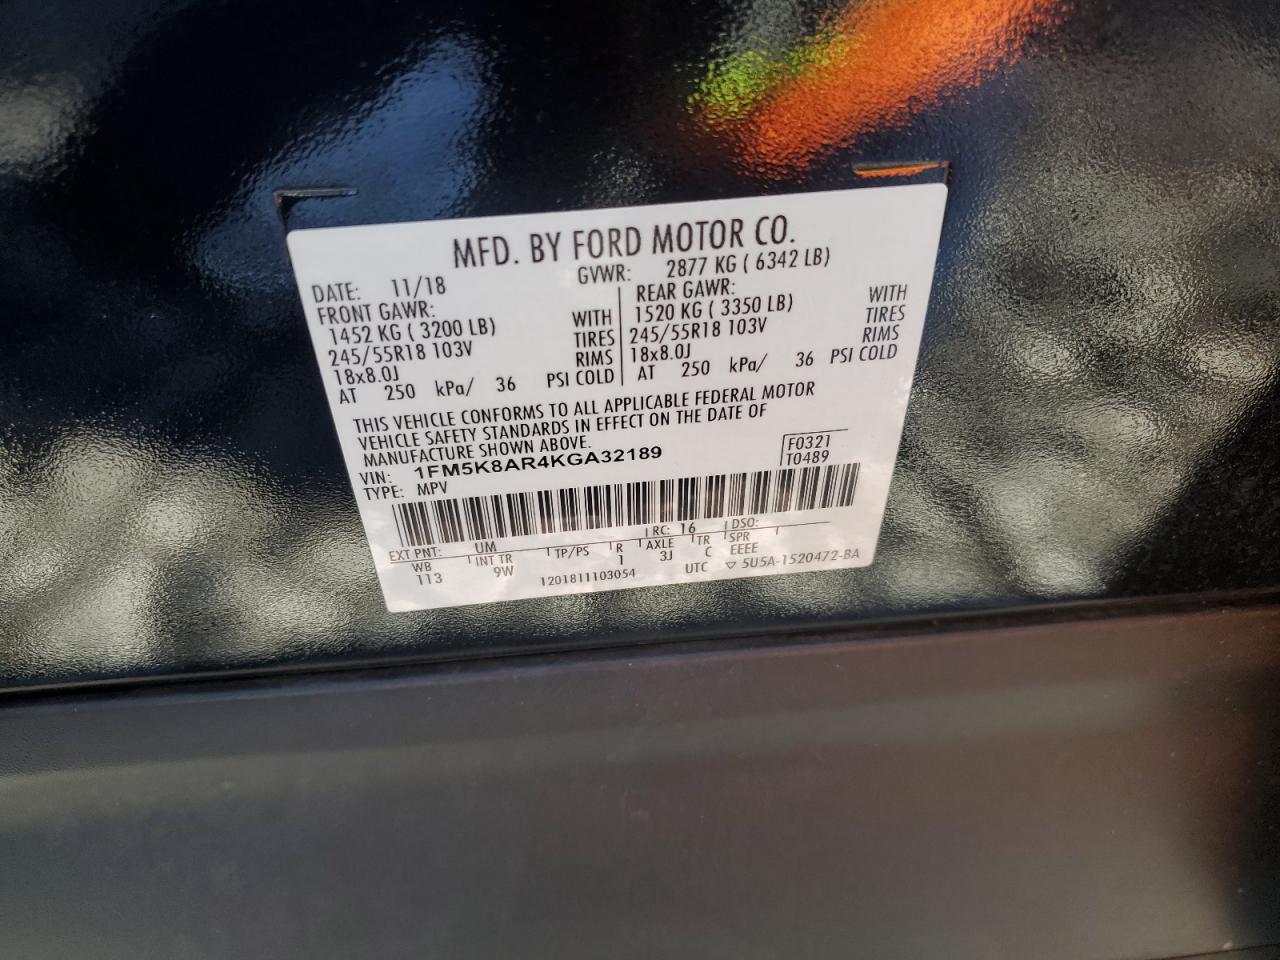 MFD. BY FORD MOTOR CO.
DATE: 11/18 GVWR: 2877 KG ( 6342 LB)
FRONT GAWR: REAR GAWR:
1452 KG ( 3200 LB) WITH 1520 KG ( 3350 LB) WITH
245/55R18 103V TIRES 245/55R18 103V TIRES
18x8.0J RIMS 18x8.0J RIMS
AT 250 kPa/ 36 PSI COLD AT 250 kPa/ 36 PSI COLD
THIS VEHICLE CONFORMS TO ALL APPLICABLE FEDERAL MOTOR
VEHICLE SAFETY STANDARDS IN EFFECT ON THE DATE OF
MANUFACTURE SHOWN ABOVE.
VIN: 1FM5K8AR4KGA32189 F0321
TYPE: MPV T0489
EXT PNT: UM RC: 16 DSO:
WB INT TR TP/PS R AXLE TR SPR
113 9W 1 3J C EEEE
1201811103054 UTC ▽ 5U5A-1520472-BA